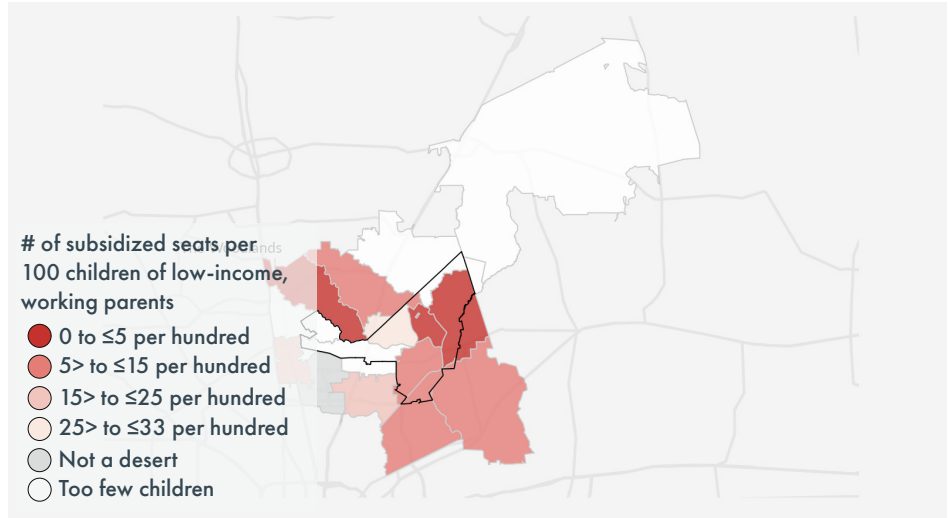 # of subsidized seats per
100 children of low-income,
working parents
0 to ≤5 per hundred
5> to ≤15 per hundred
15> to ≤25 per hundred
25> to ≤33 per hundred
Not a desert
Too few children